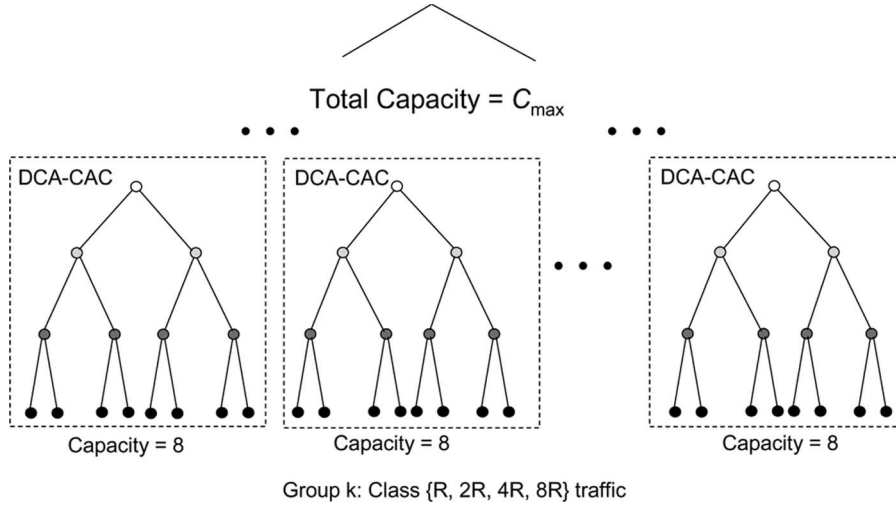 Total Capacity = Cmax
DCA-CAC
DCA-CAC
DCA-CAC
Capacity = 8
Capacity = 8
Capacity = 8
Group k: Class {R, 2R, 4R, 8R} traffic